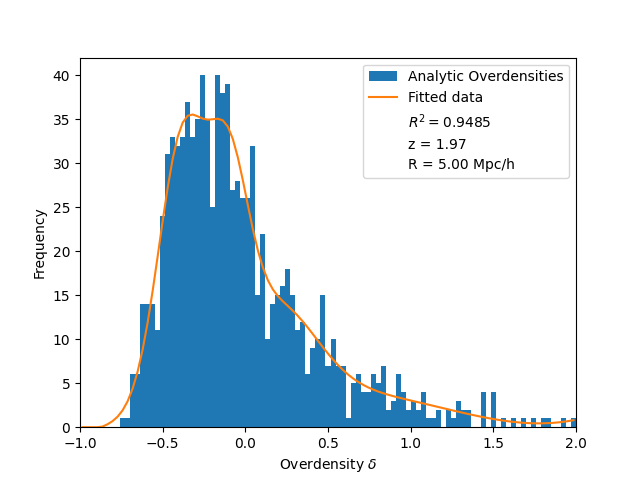 40
35
30
25
20
15
10
5
0
Frequency
Analytic Overdensities
Fitted data
R² = 0.9485
z = 1.97
R = 5.00 Mpc/h
−1.0 −0.5 0.0 0.5 1.0 1.5 2.0
Overdensity δ